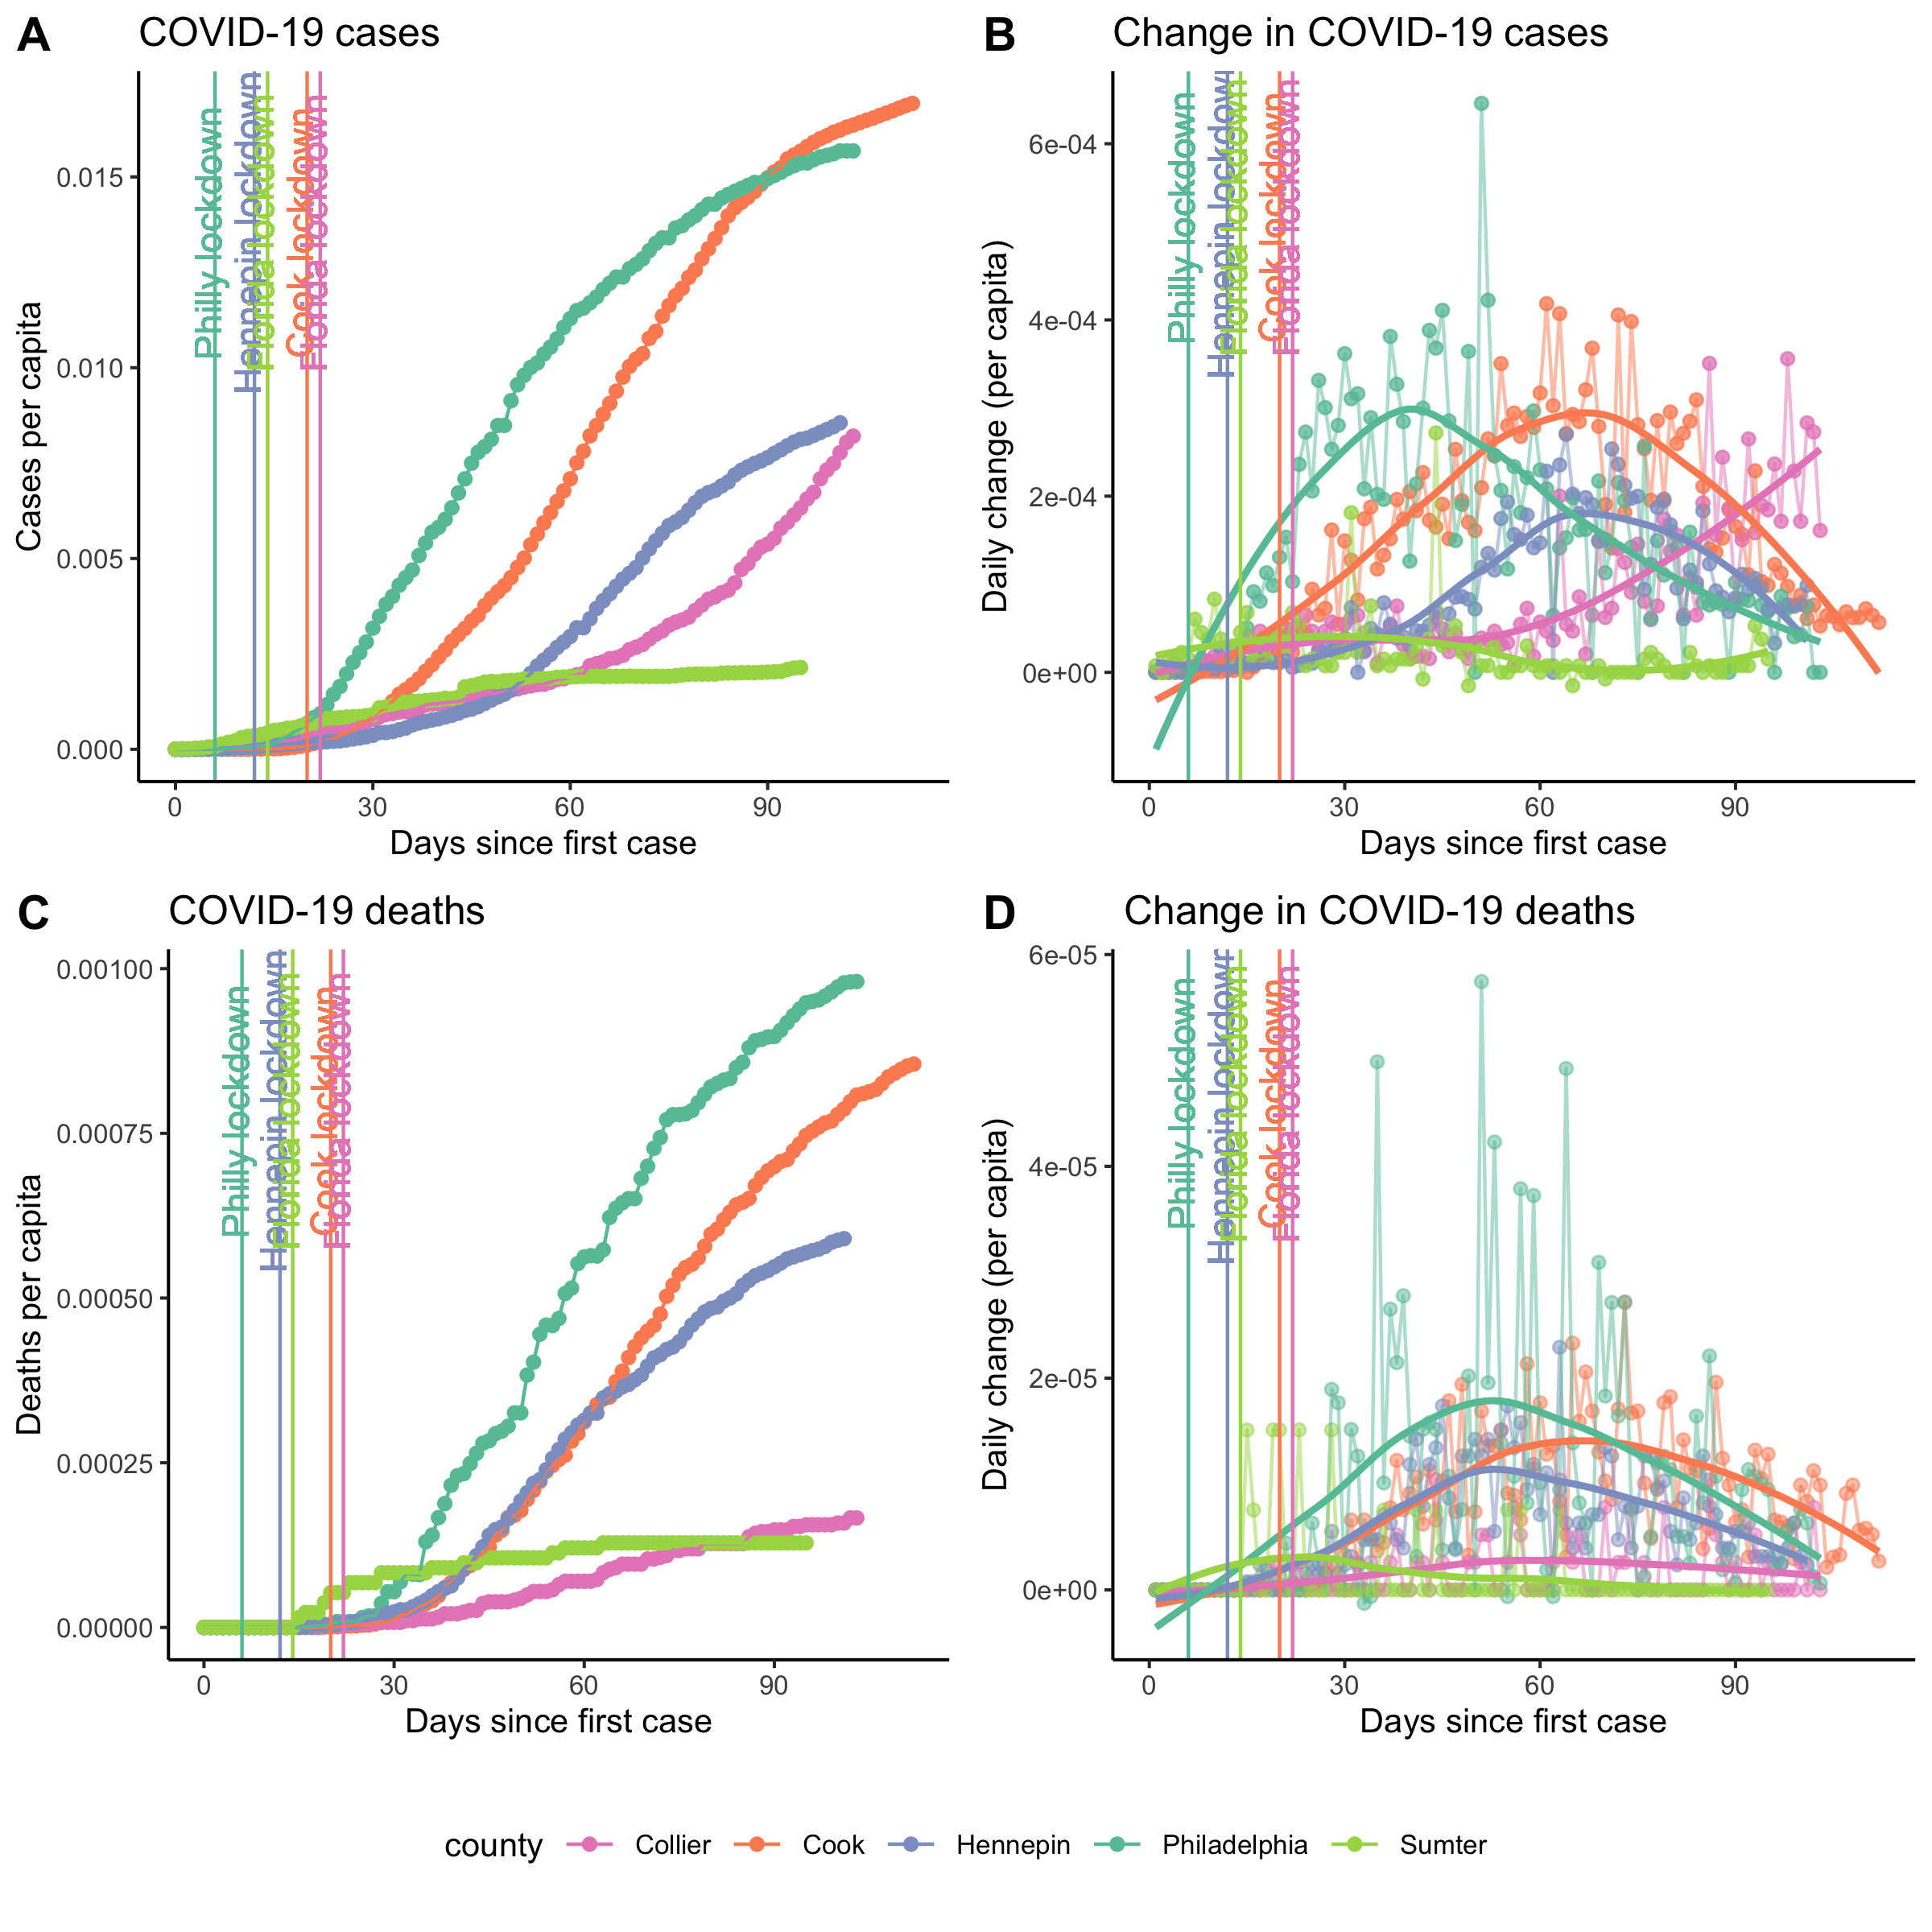 A COVID-19 cases
Cases per capita
0.015
0.010
0.005
0.000
Philly lockdown
Hennepin lockdown
Florida lockdown
Cook lockdown
Florida lockdown
0 30 60 90
Days since first case
B Change in COVID-19 cases
Daily change (per capita)
6e-04
4e-04
2e-04
0e+00
Philly lockdown
Hennepin lockdown
Florida lockdown
Cook lockdown
Florida lockdown
0 30 60 90
Days since first case
C COVID-19 deaths
Deaths per capita
0.00100
0.00075
0.00050
0.00025
0.00000
Philly lockdown
Hennepin lockdown
Florida lockdown
Cook lockdown
Florida lockdown
0 30 60 90
Days since first case
D Change in COVID-19 deaths
Daily change (per capita)
6e-05
4e-05
2e-05
0e+00
Philly lockdown
Hennepin lockdown
Florida lockdown
Cook lockdown
Florida lockdown
0 30 60 90
Days since first case
county Collier Cook Hennepin Philadelphia Sumter